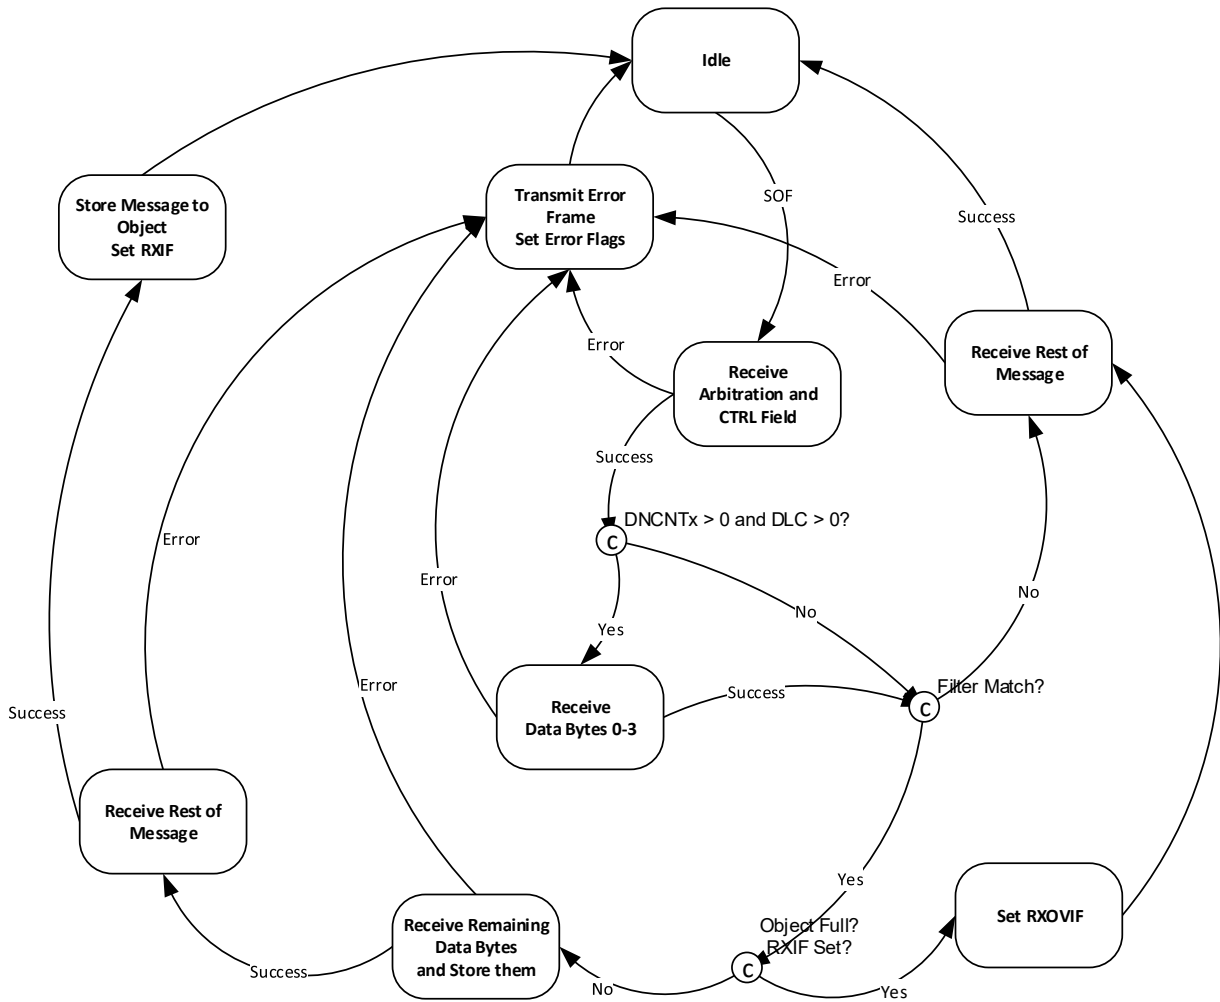 Idle
Transmit Error
Frame
Set Error Flags
Store Message to
Object
Set RXIF
SOF
Success
Error
Error
Receive Rest of
Message
Receive
Arbitration and
CTRL Field
Success
DNCNTx > 0 and DLC > 0?
C
Error
Error
Yes
No
No
Filter Match?
C
Success
Receive
Data Bytes 0-3
Error
Success
Receive Rest of
Message
Yes
Object Full?
RXIF Set?
C
Set RXOVIF
Receive Remaining
Data Bytes
and Store them
Success
No
Yes